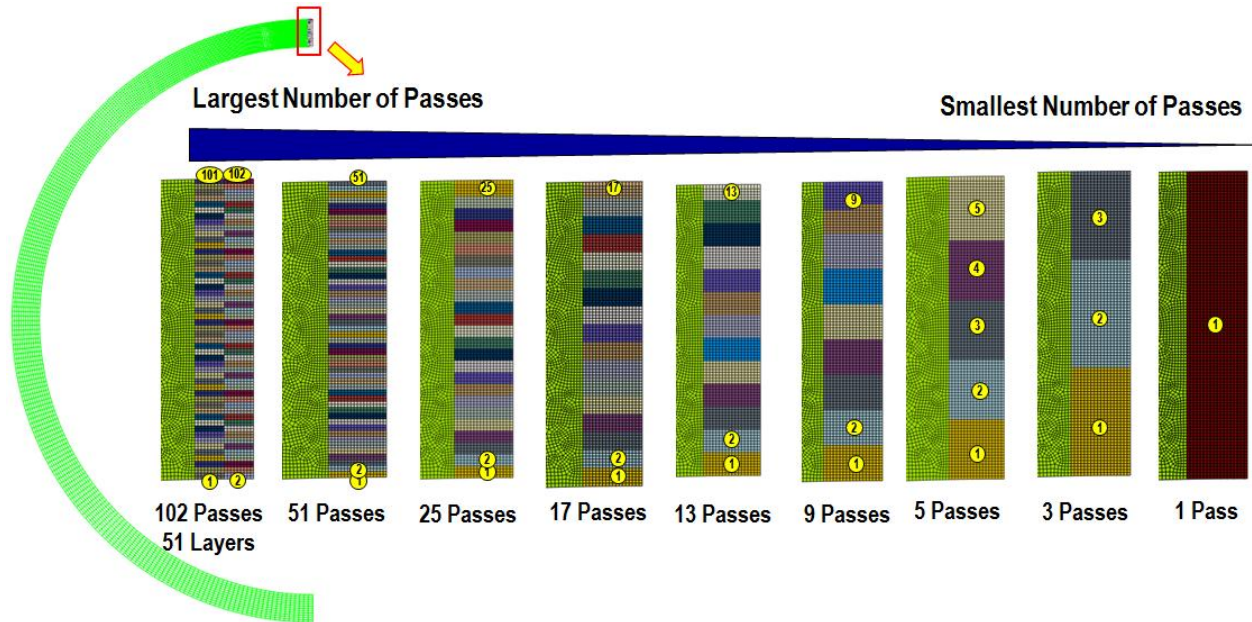 Largest Number of Passes
Smallest Number of Passes
101 102
51
25
17
13
9
5
4
3
2
1
3
2
1
1
2
1
2
1
2
1
2
1
2
1
1 2
102 Passes
51 Layers
51 Passes
25 Passes
17 Passes
13 Passes
9 Passes
5 Passes
3 Passes
1 Pass